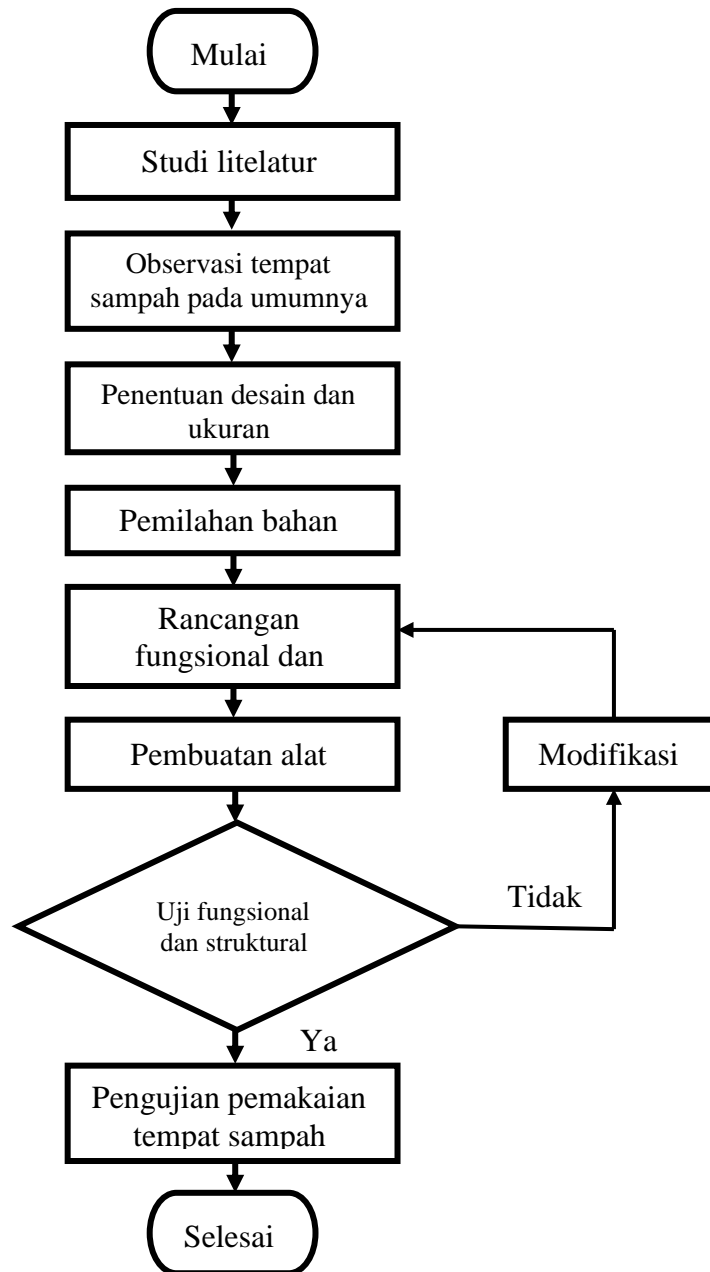 Mulai
Studi litelatur
Observasi tempat
sampah pada umumnya
Penentuan desain dan
ukuran
Pemilahan bahan
Rancangan
fungsional dan
Pembuatan alat
Modifikasi
Uji fungsional
dan struktural
Tidak
Ya
Pengujian pemakaian
tempat sampah
Selesai